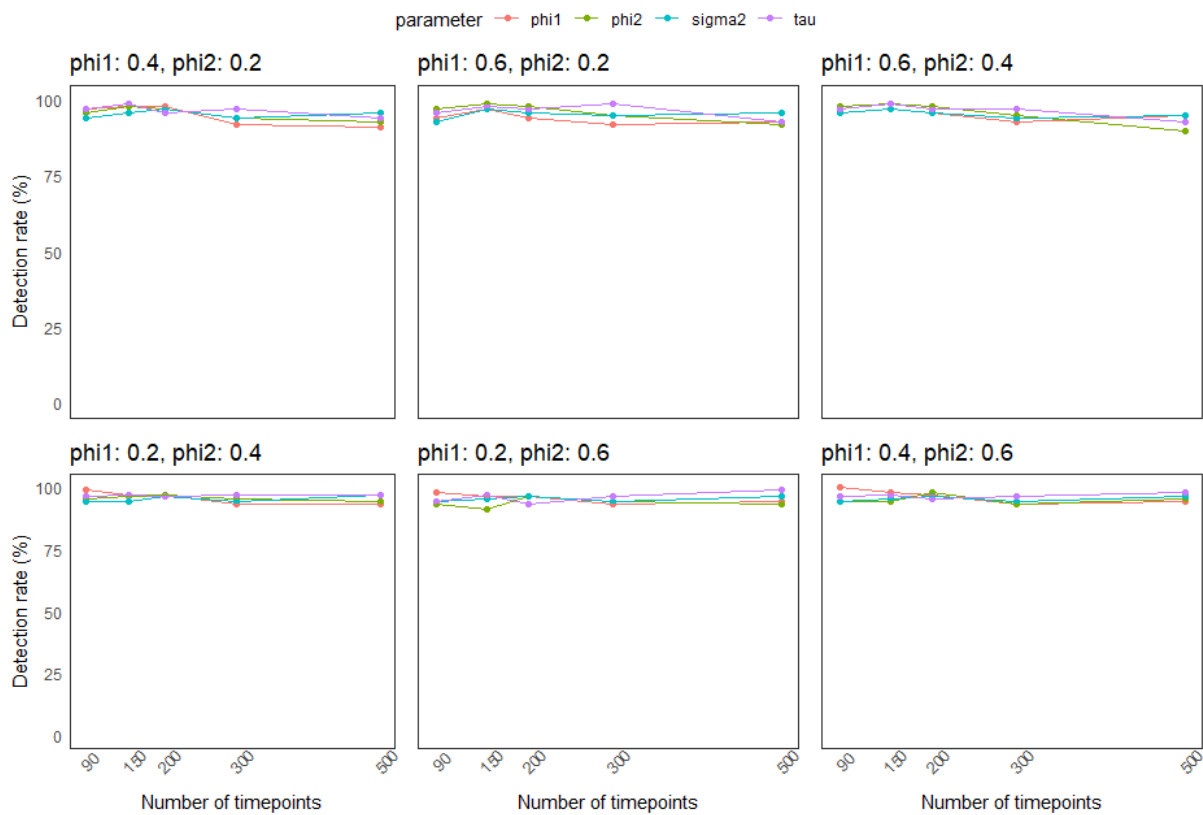 parameter phi1 phi2 sigma2 tau
phi1: 0.4, phi2: 0.2
phi1: 0.6, phi2: 0.2
phi1: 0.6, phi2: 0.4
Detection rate (%)
100
75
50
25
0
phi1: 0.2, phi2: 0.4
phi1: 0.2, phi2: 0.6
phi1: 0.4, phi2: 0.6
Detection rate (%)
100
75
50
25
0
90 150 200 300 500
90 150 200 300 500
90 150 200 300 500
Number of timepoints
Number of timepoints
Number of timepoints